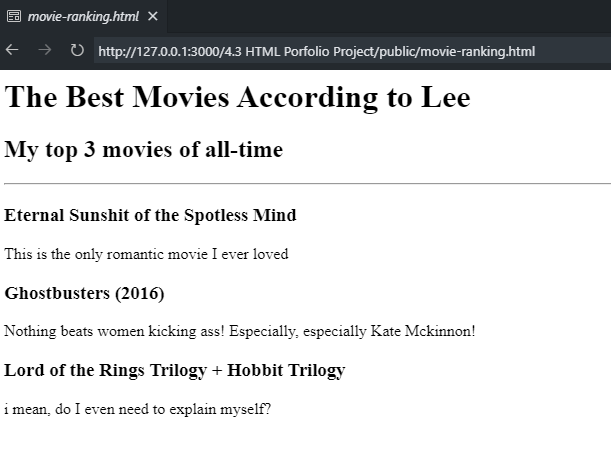 movie-ranking.html
http://127.0.0.1:3000/4.3 HTML Porfolio Project/public/movie-ranking.html
The Best Movies According to Lee
My top 3 movies of all-time
Eternal Sunshit of the Spotless Mind
This is the only romantic movie I ever loved
Ghostbusters (2016)
Nothing beats women kicking ass! Especially, especially Kate Mckinnon!
Lord of the Rings Trilogy + Hobbit Trilogy
i mean, do I even need to explain myself?